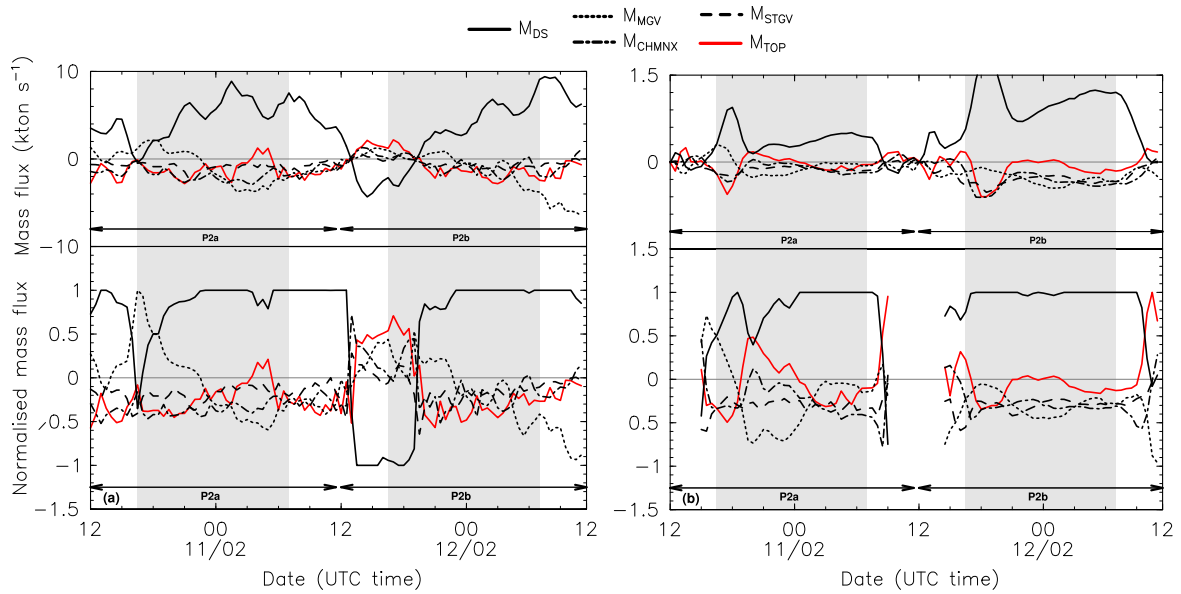 M_DS
M_MGV
M_CHMNX
M_STGV
M_TOP
Mass flux (kton s⁻¹)
10
0
−10
P2a
P2b
1.5
0
P2a
P2b
Normalised mass flux
1
0.5
0
−0.5
−1
−1.5
(a)
P2a
P2b
1.5
1
0.5
0
−0.5
−1
−1.5
(b)
P2a
P2b
12
00
12
00
12
11/02
12/02
Date (UTC time)
12
00
12
00
12
11/02
12/02
Date (UTC time)